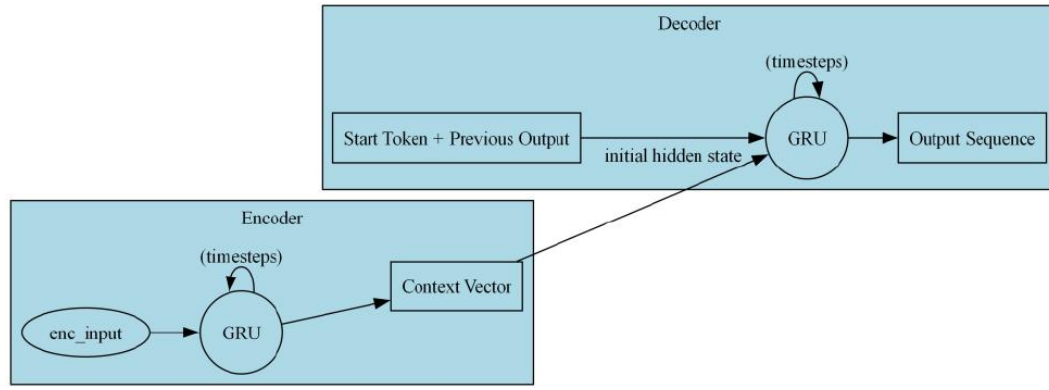 Decoder
(timesteps)
Start Token + Previous Output
GRU
Output Sequence
initial hidden state
Encoder
(timesteps)
Context Vector
enc_input
GRU